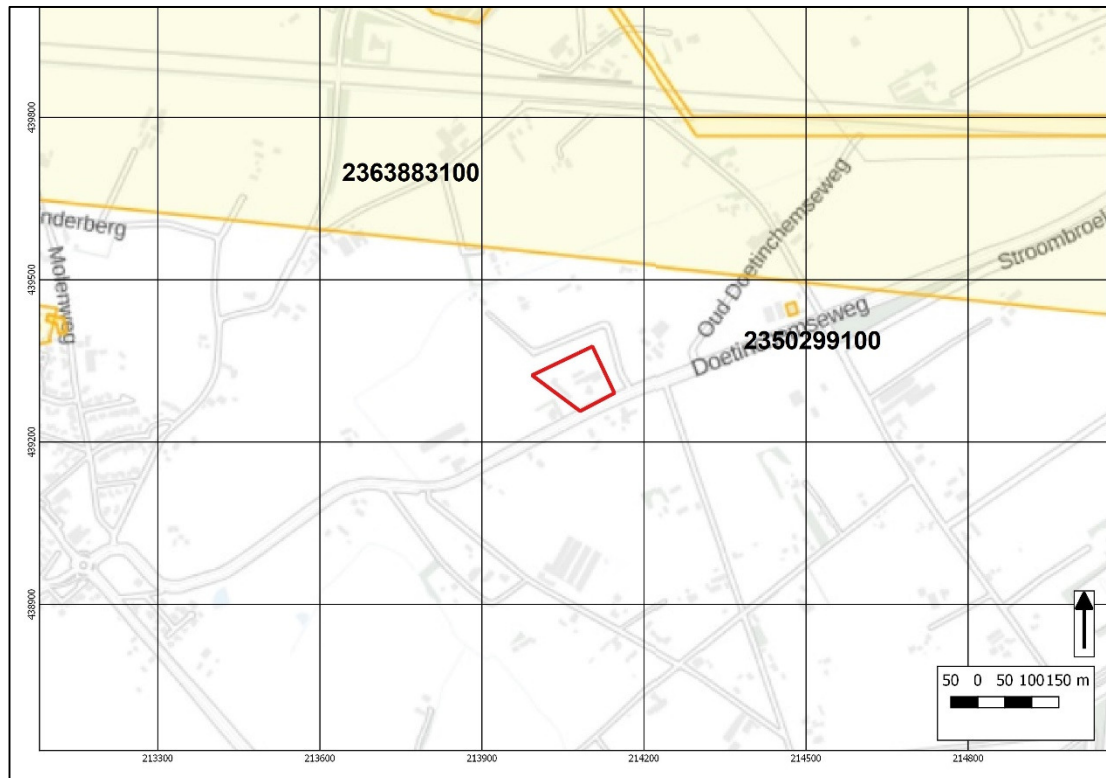 439800
2363883100
nderberg
Molenweg
Oud Doetinchemseweg
Stroombroek
439500
2350299100
Doetinchemseweg
439200
438900
50 0 50 100 150 m
213300 213600 213900 214200 214500 214800